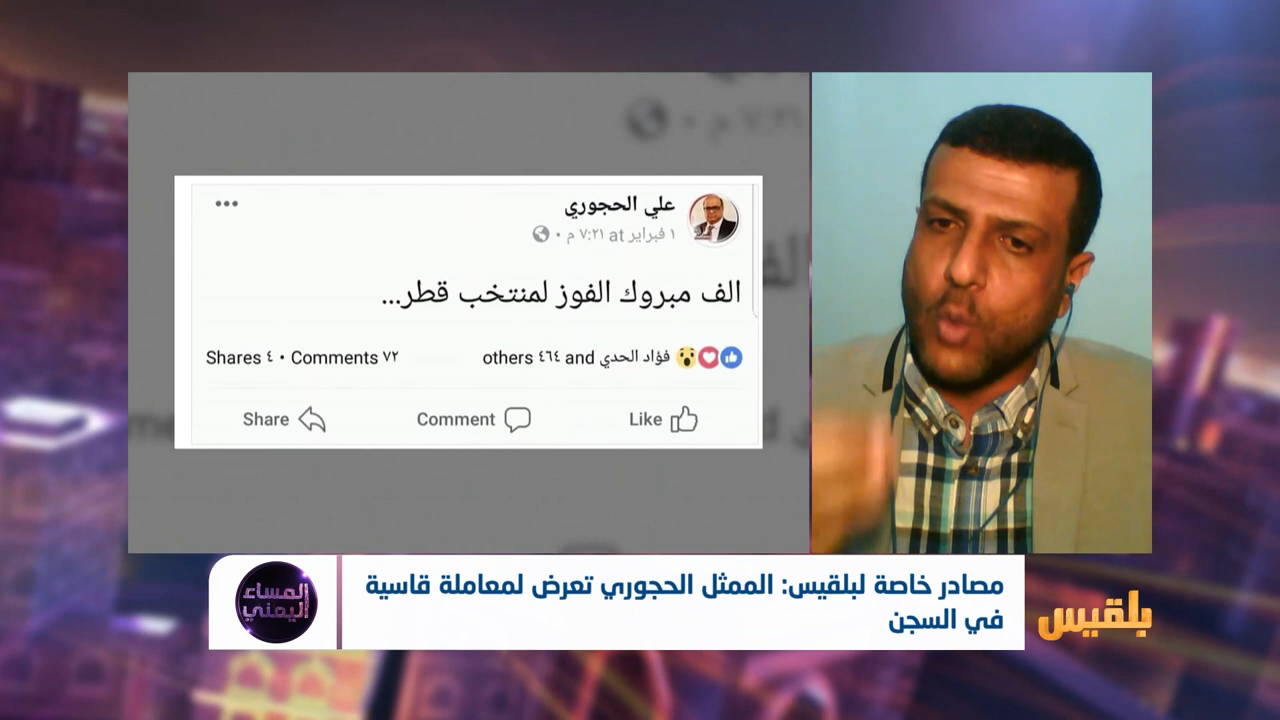 علي الحجوري
١ فبراير at ٧:٢١ م
الف مبروك الفوز لمنتخب قطر...
فؤاد الحدي and ٤٦٤ others
٧٢ Comments • ٤ Shares
Like
Comment
Share
مصادر خاصة لبلقيس: الممثل الحجوري تعرض لمعاملة قاسية
في السجن
المساء
اليمني
بلقيس